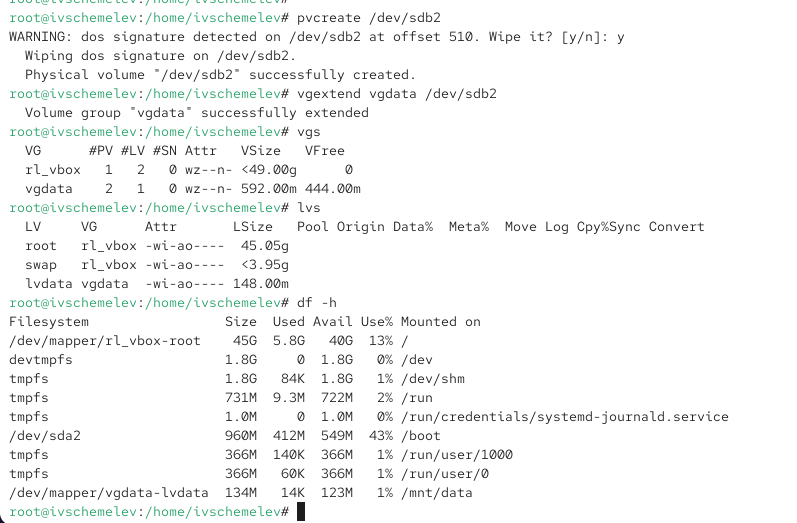 root@ivschemelev:/home/ivschemelev# pvcreate /dev/sdb2
WARNING: dos signature detected on /dev/sdb2 at offset 510. Wipe it? [y/n]: y
  Wiping dos signature on /dev/sdb2.
  Physical volume "/dev/sdb2" successfully created.
root@ivschemelev:/home/ivschemelev# vgextend vgdata /dev/sdb2
  Volume group "vgdata" successfully extended
root@ivschemelev:/home/ivschemelev# vgs
  VG      #PV #LV #SN Attr   VSize   VFree
  rl_vbox   1   2   0 wz--n- <49.00g      0
  vgdata    2   1   0 wz--n- 592.00m 444.00m
root@ivschemelev:/home/ivschemelev# lvs
  LV     VG      Attr       LSize   Pool Origin Data%  Meta%  Move Log Cpy%Sync Convert
  root   rl_vbox -wi-ao----  45.05g
  swap   rl_vbox -wi-ao----  <3.95g
  lvdata vgdata  -wi-ao---- 148.00m
root@ivschemelev:/home/ivschemelev# df -h
Filesystem                 Size  Used Avail Use% Mounted on
/dev/mapper/rl_vbox-root    45G  5.8G   40G  13% /
devtmpfs                   1.8G     0  1.8G   0% /dev
tmpfs                      1.8G   84K  1.8G   1% /dev/shm
tmpfs                      731M  9.3M  722M   2% /run
tmpfs                      1.0M     0  1.0M   0% /run/credentials/systemd-journald.service
/dev/sda2                  960M  412M  549M  43% /boot
tmpfs                      366M  140K  366M   1% /run/user/1000
tmpfs                      366M   60K  366M   1% /run/user/0
/dev/mapper/vgdata-lvdata  134M   14K  123M   1% /mnt/data
root@ivschemelev:/home/ivschemelev#